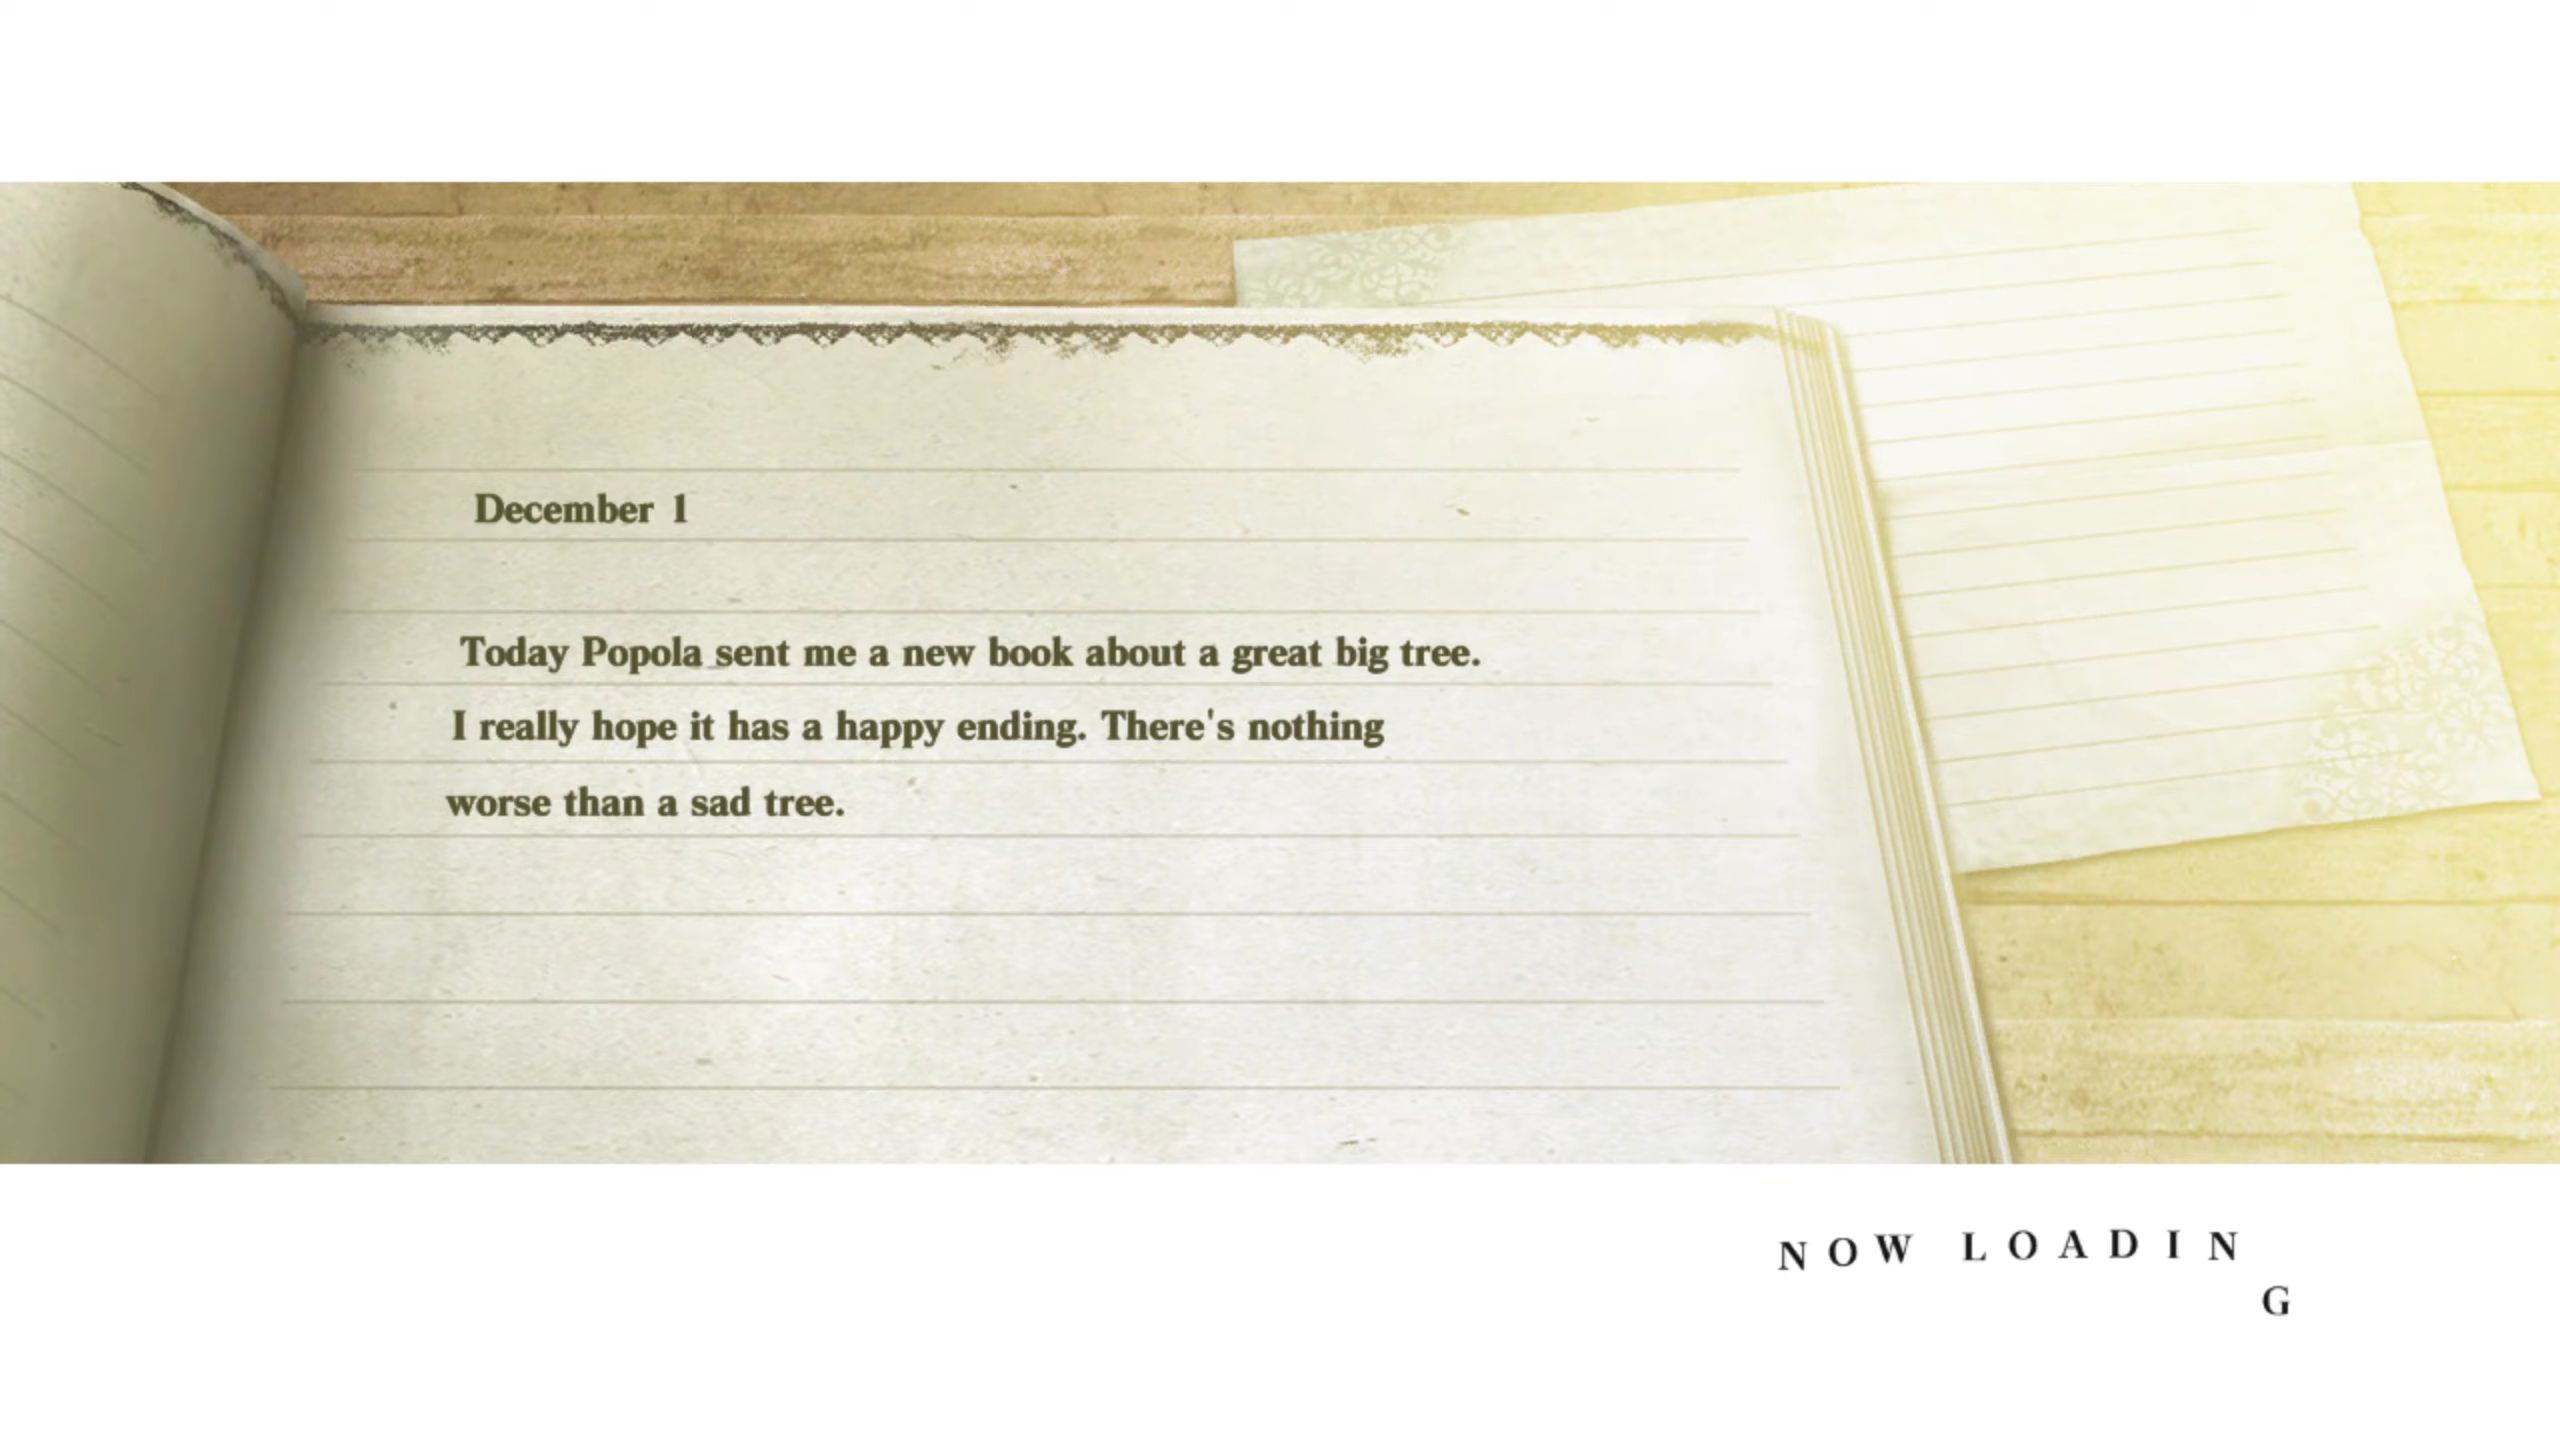 December 1
Today Popola sent me a new book about a great big tree.
I really hope it has a happy ending. There's nothing
worse than a sad tree.
NOW LOADIN
G